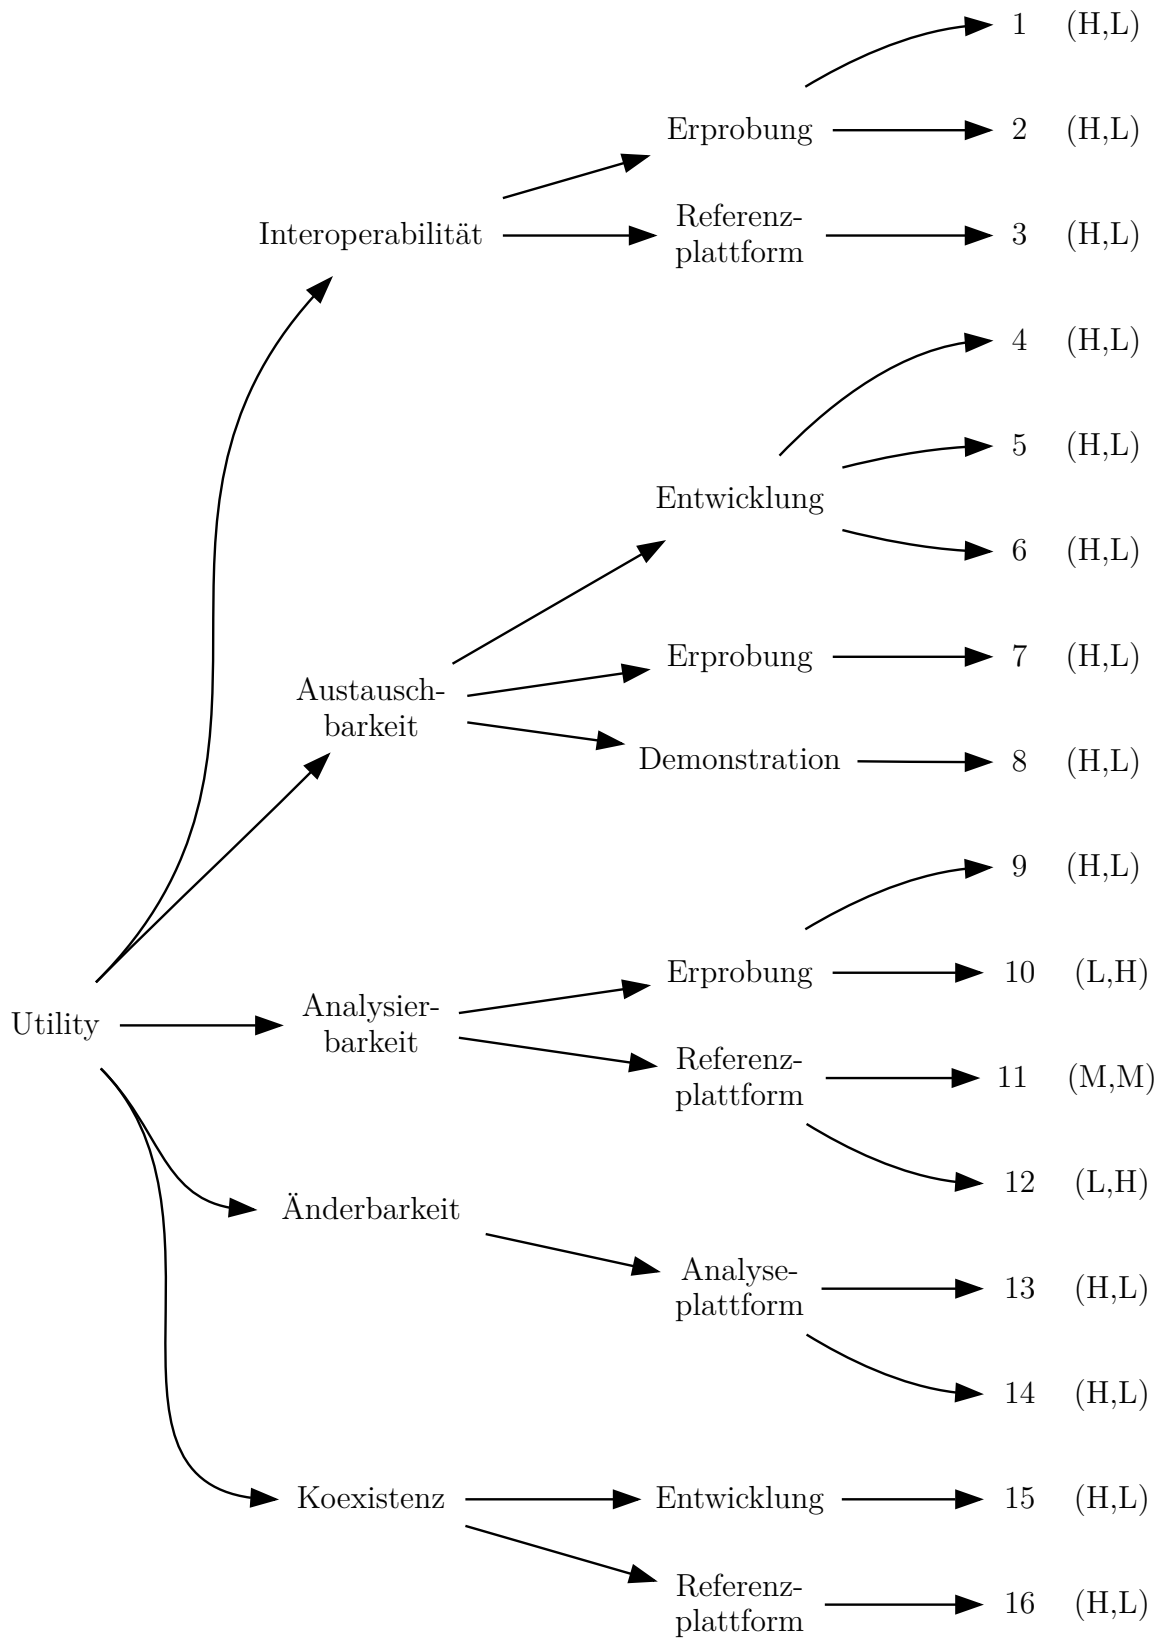 1 (H,L)
Erprobung
2 (H,L)
Interoperabilität
Referenz-
plattform
3 (H,L)
4 (H,L)
5 (H,L)
Entwicklung
6 (H,L)
Austausch-
barkeit
Erprobung
7 (H,L)
Demonstration
8 (H,L)
9 (H,L)
Utility
Analysier-
barkeit
Erprobung
10 (L,H)
Referenz-
plattform
11 (M,M)
12 (L,H)
Änderbarkeit
Analyse-
plattform
13 (H,L)
14 (H,L)
Koexistenz
Entwicklung
15 (H,L)
Referenz-
plattform
16 (H,L)